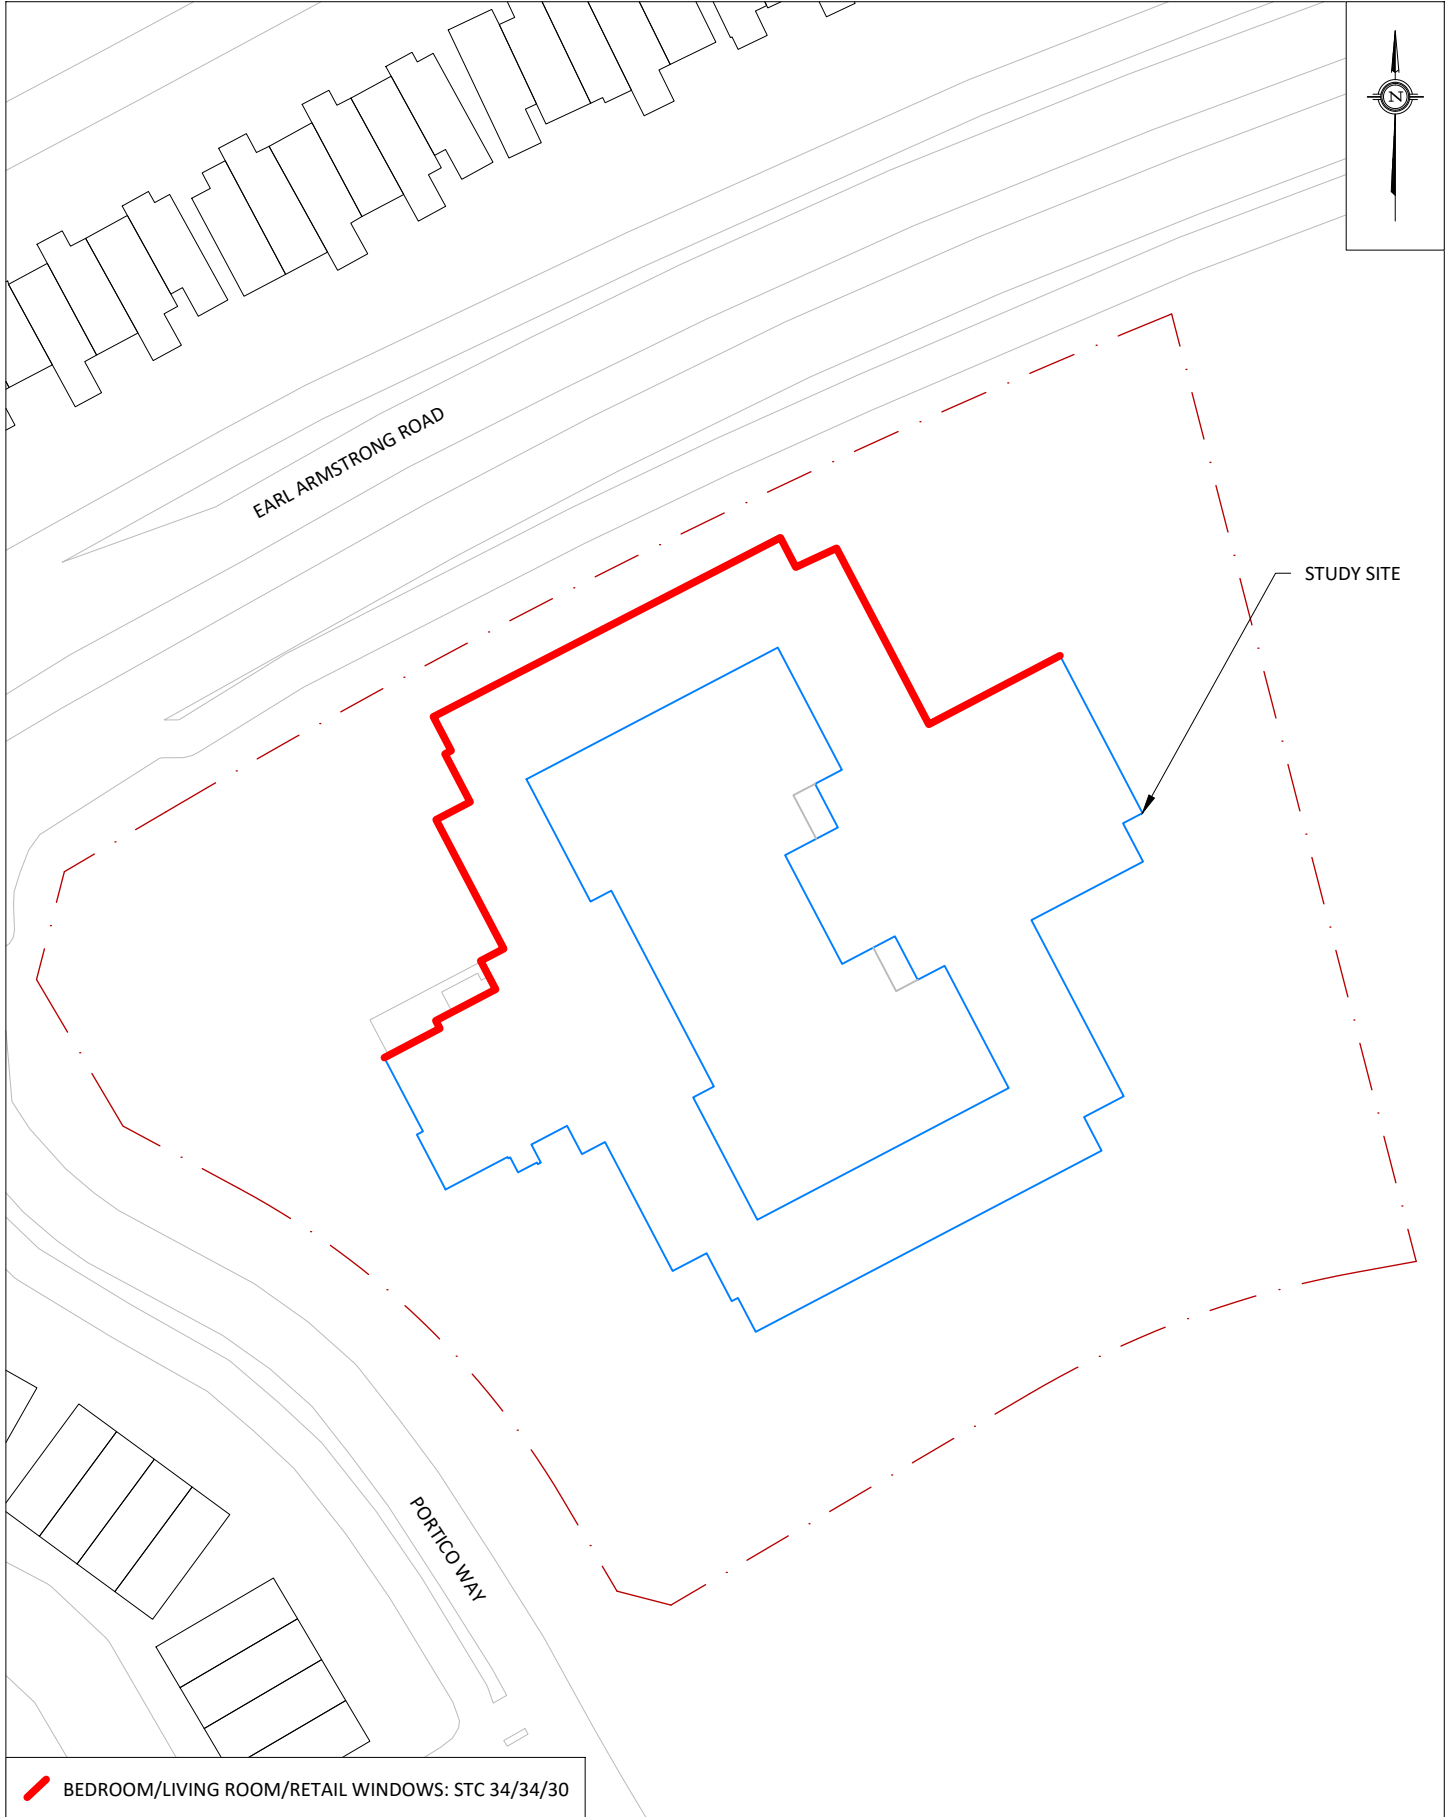 N
EARL ARMSTRONG ROAD
STUDY SITE
PORTICO WAY
BEDROOM/LIVING ROOM/RETAIL WINDOWS: STC 34/34/30